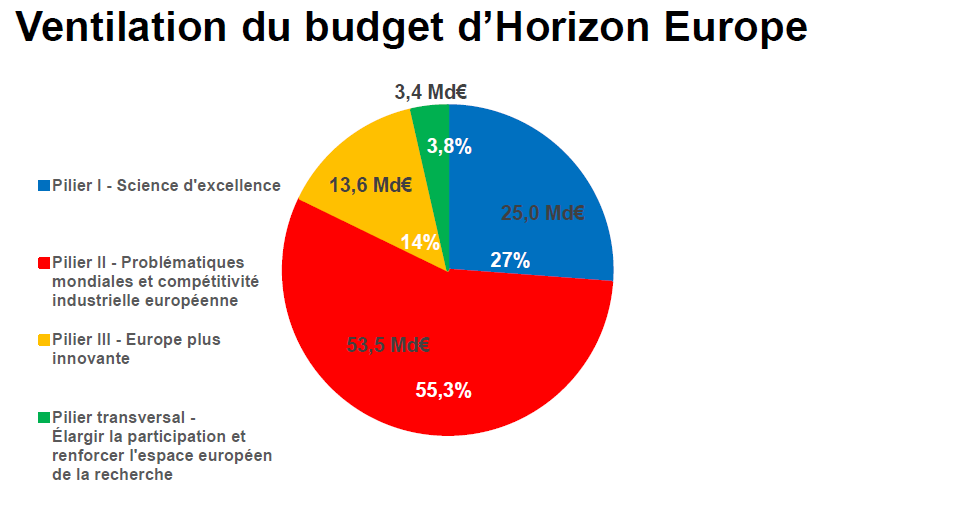 Ventilation du budget d’Horizon Europe
3,4 Md€
3,8%
13,6 Md€
14%
25,0 Md€
27%
53,5 Md€
55,3%
Pilier I - Science d'excellence
Pilier II - Problématiques
mondiales et compétitivité
industrielle européenne
Pilier III - Europe plus
innovante
Pilier transversal -
Élargir la participation et
renforcer l'espace européen
de la recherche